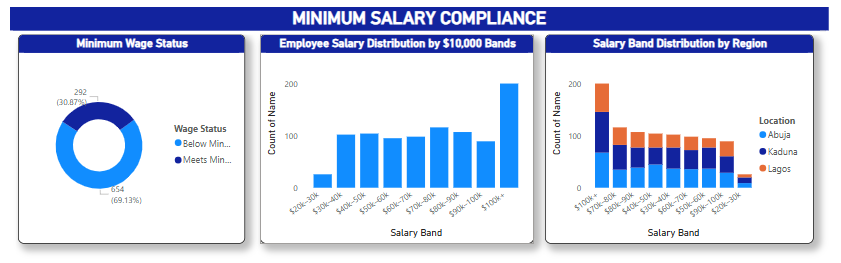 MINIMUM SALARY COMPLIANCE
Minimum Wage Status
292
(30.87%)
654
(69.13%)
Wage Status
Below Min...
Meets Min...
Employee Salary Distribution by $10,000 Bands
Count of Name
200
100
0
$20k-30k
$30k-40k
$40k-50k
$50k-60k
$60k-70k
$70k-80k
$80k-90k
$90k-100k
$100k+
Salary Band
Salary Band Distribution by Region
Count of Name
200
100
0
$100k+
$70k-80k
$80k-90k
$40k-50k
$30k-40k
$60k-70k
$50k-60k
$90k-100k
$20k-30k
Salary Band
Location
Abuja
Kaduna
Lagos